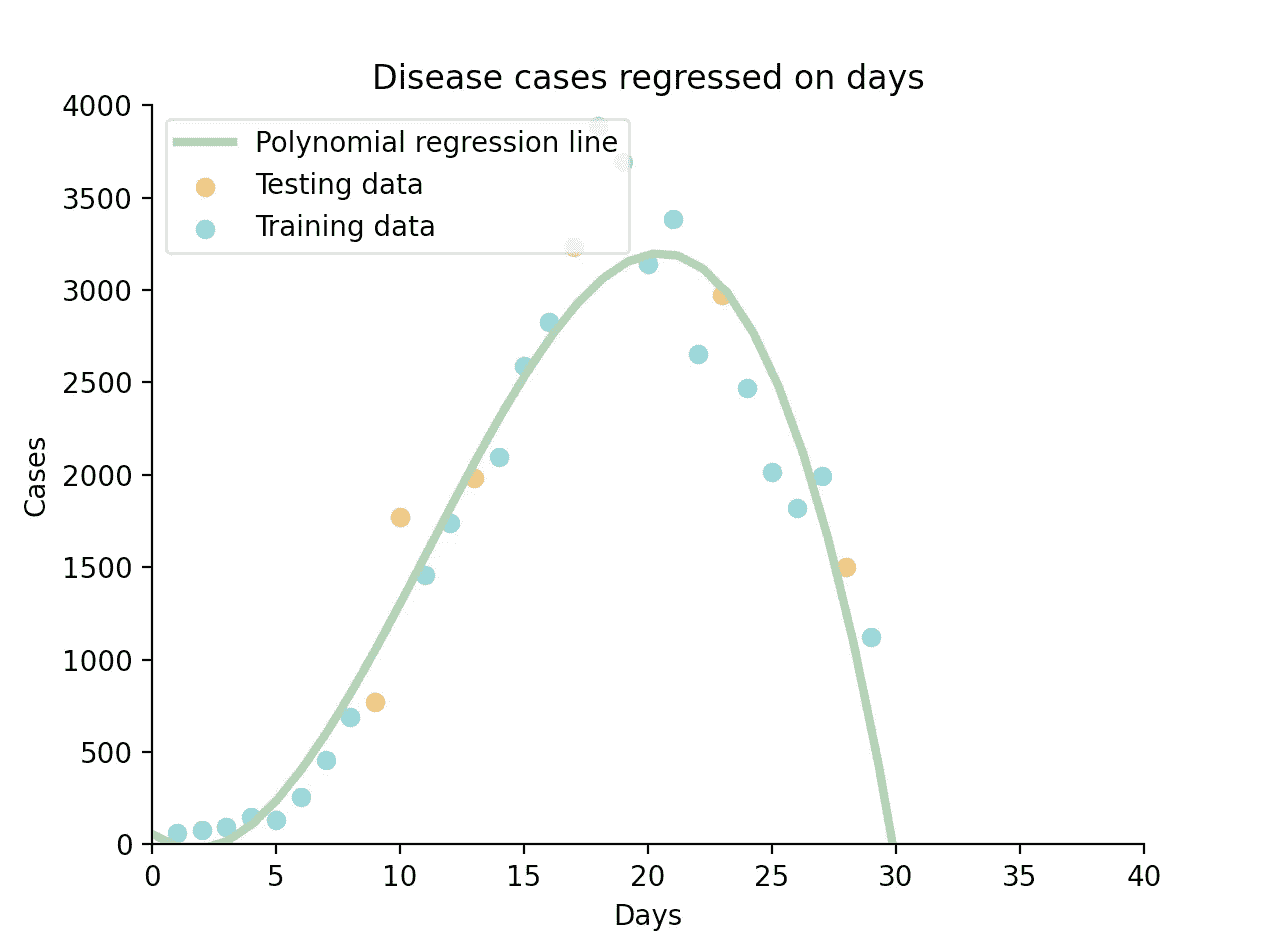 Disease cases regressed on days
4000
3500
3000
2500
2000
1500
1000
500
0
Polynomial regression line
Testing data
Training data
Cases
0 5 10 15 20 25 30 35 40
Days